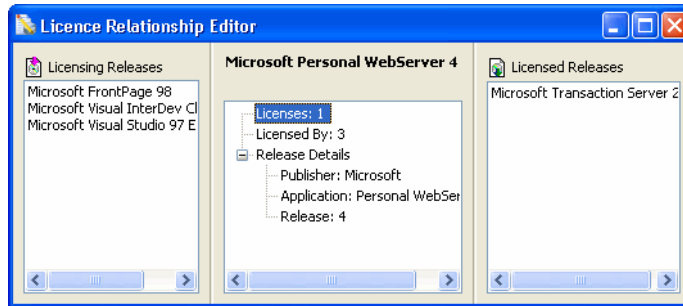 Licence Relationship Editor
Licensing Releases
Microsoft FrontPage 98
Microsoft Visual InterDev Cl
Microsoft Visual Studio 97 E
Microsoft Personal WebServer 4
Licenses: 1
Licensed By: 3
Release Details
Publisher: Microsoft
Application: Personal WebSer
Release: 4
Licensed Releases
Microsoft Transaction Server 2